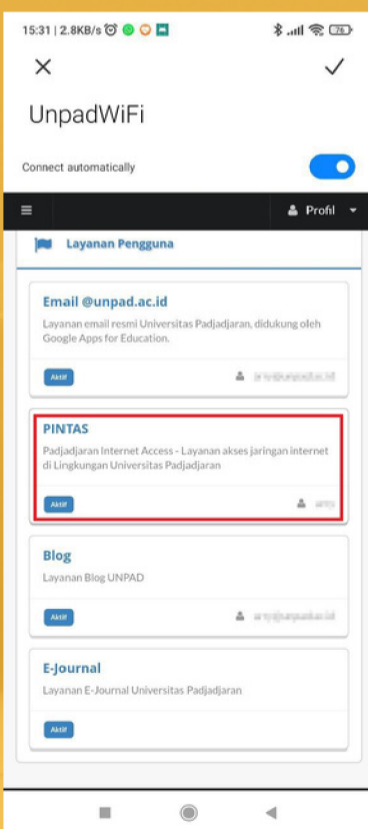 15:31 | 2.8KB/s
76
UnpadWiFi
Connect automatically
Profil
Layanan Pengguna
Email @unpad.ac.id
Layanan email resmi Universitas Padjadjaran, didukung oleh
Google Apps for Education.
Aktif
PINTAS
Padjadjaran Internet Access - Layanan akses jaringan internet
di Lingkungan Universitas Padjadjaran
Aktif
Blog
Layanan Blog UNPAD
Aktif
E-Journal
Layanan E-Journal Universitas Padjadjaran
Aktif